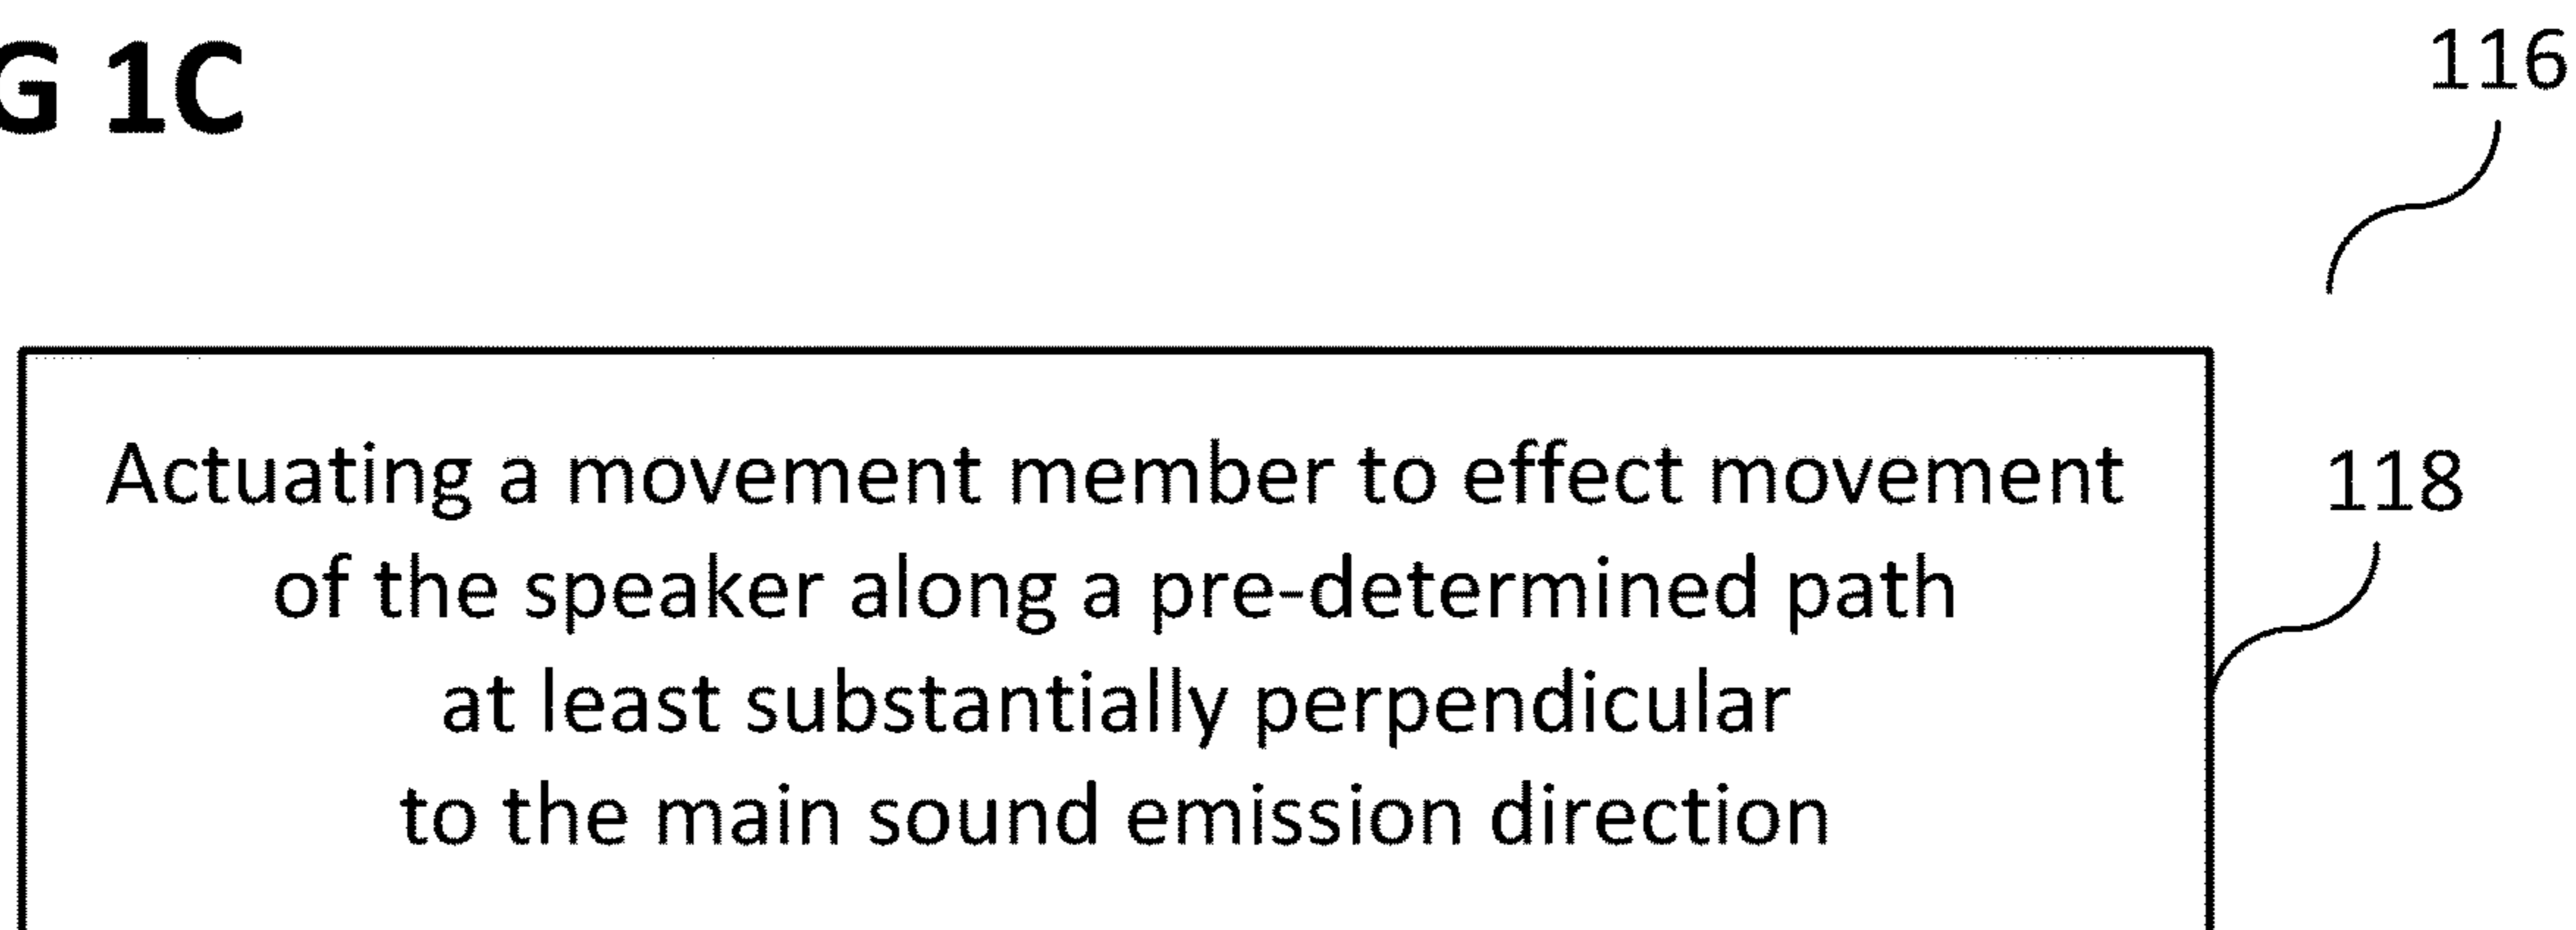 G 1C
116
Actuating a movement member to effect movement
118
of the speaker along a pre-determined path
at least substantially perpendicular
to the main sound emission direction